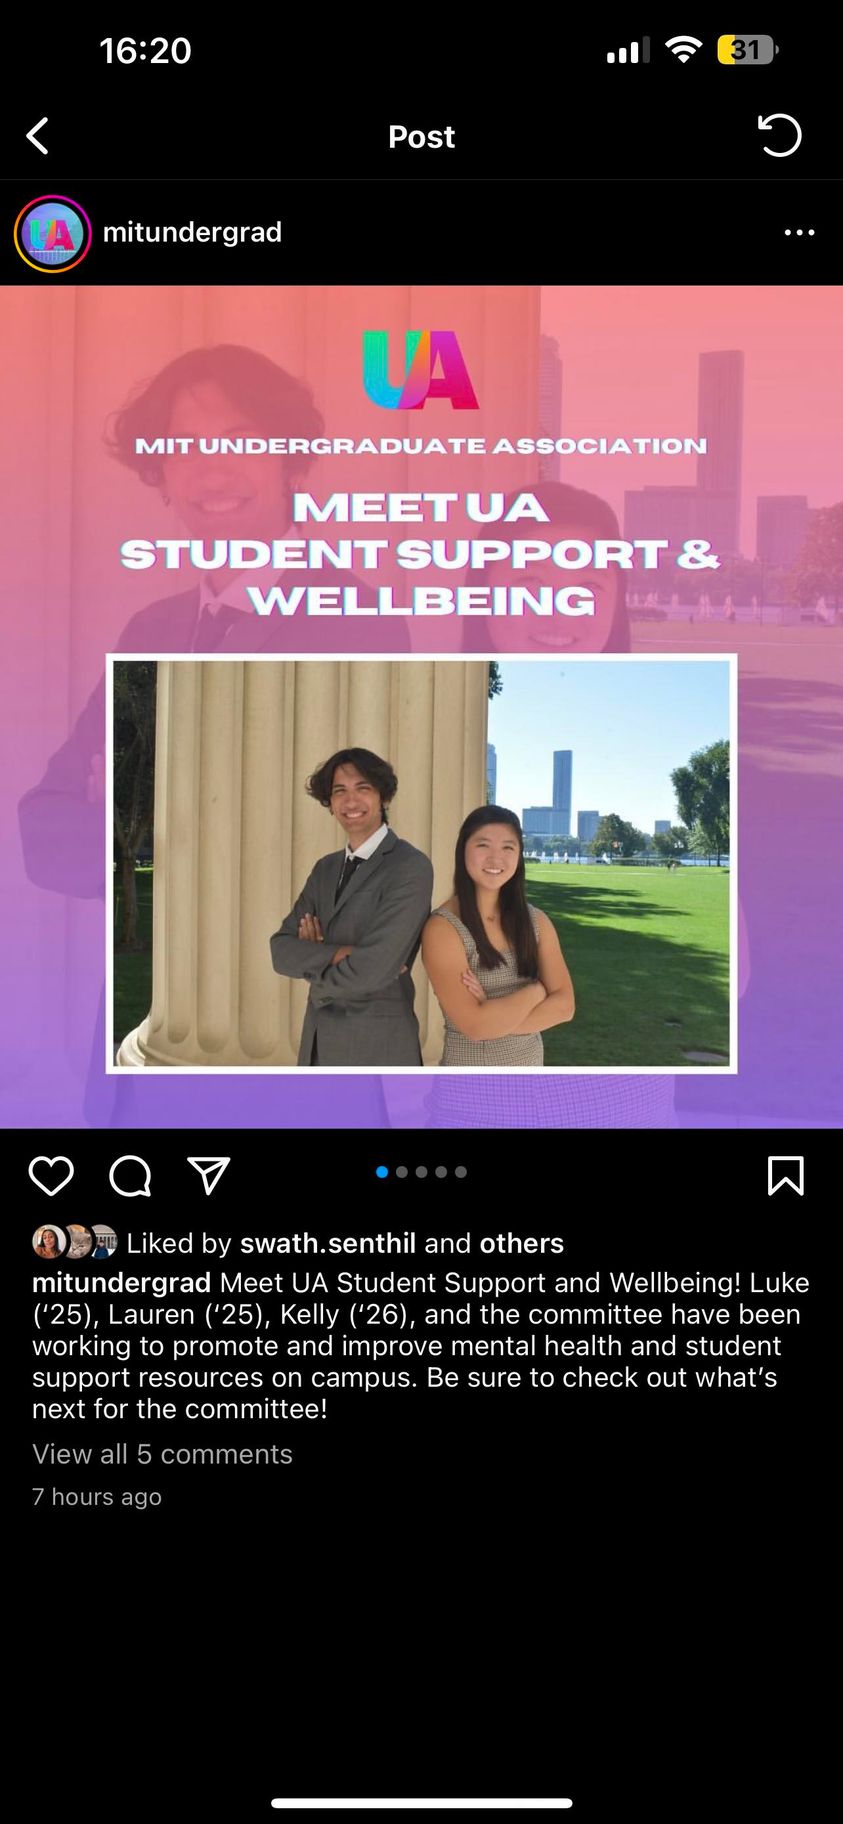 16:20
31
Post
UA
mitundergrad
UA
MIT UNDERGRADUATE ASSOCIATION
MEET UA
STUDENT SUPPORT &
WELLBEING
Liked by swath.senthil and others
mitundergrad Meet UA Student Support and Wellbeing! Luke
(‘25), Lauren (‘25), Kelly (‘26), and the committee have been
working to promote and improve mental health and student
support resources on campus. Be sure to check out what’s
next for the committee!
View all 5 comments
7 hours ago